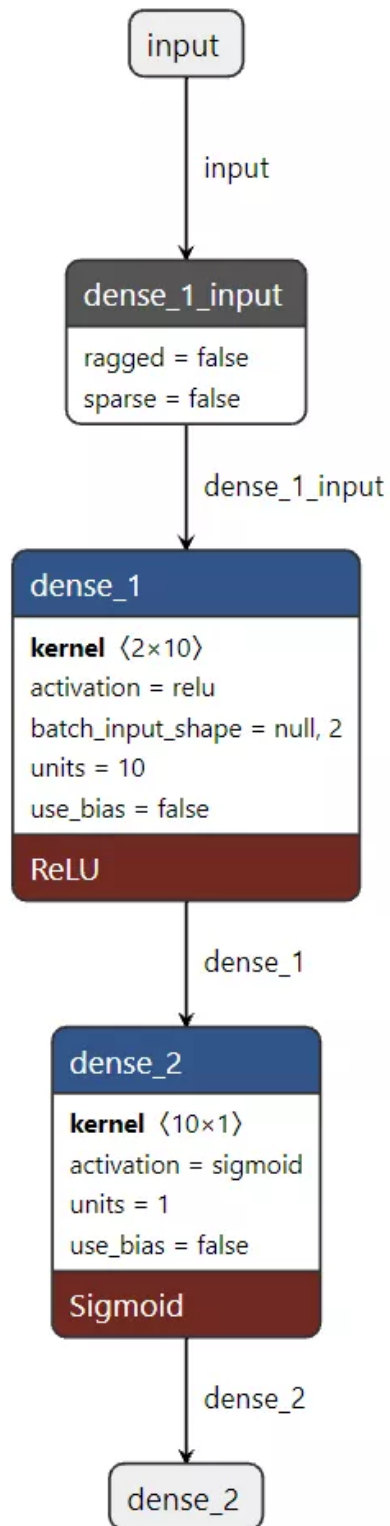 input
input
dense_1_input
ragged = false
sparse = false
dense_1_input
dense_1
kernel 〈2×10〉
activation = relu
batch_input_shape = null, 2
units = 10
use_bias = false
ReLU
dense_1
dense_2
kernel 〈10×1〉
activation = sigmoid
units = 1
use_bias = false
Sigmoid
dense_2
dense_2